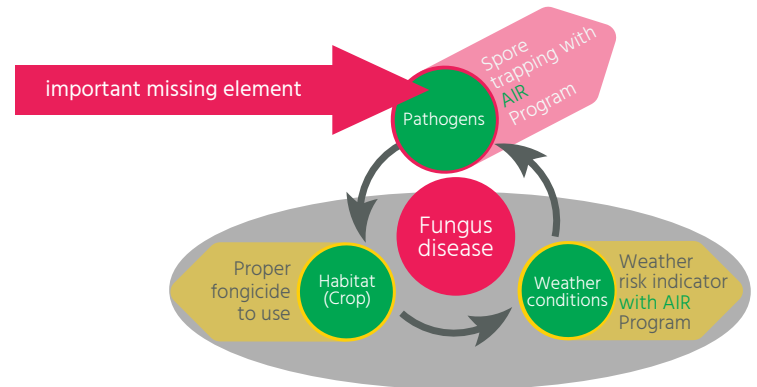 important missing element
Spore
trapping with
AIR
Program
Pathogens
Fungus
disease
Proper
fongicide
to use
Habitat
(Crop)
Weather
conditions
Weather
risk indicator
with AIR
Program